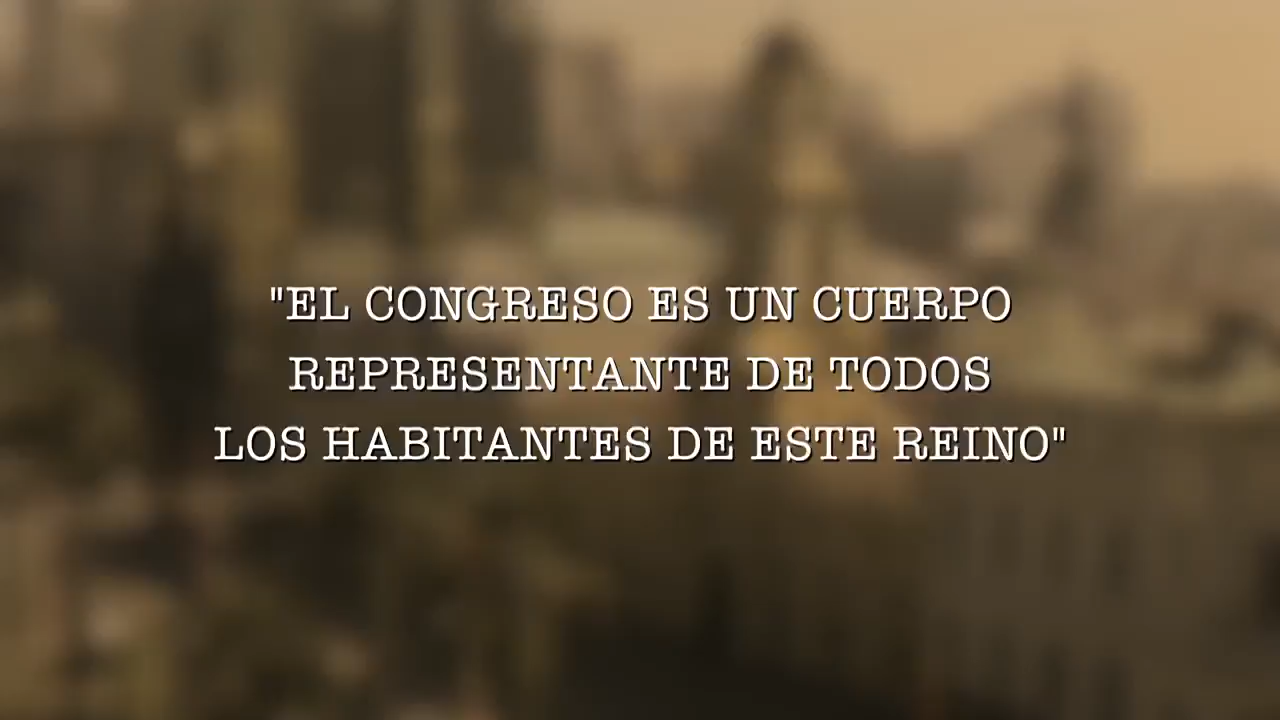 "EL CONGRESO ES UN CUERPO
REPRESENTANTE DE TODOS
LOS HABITANTES DE ESTE REINO"